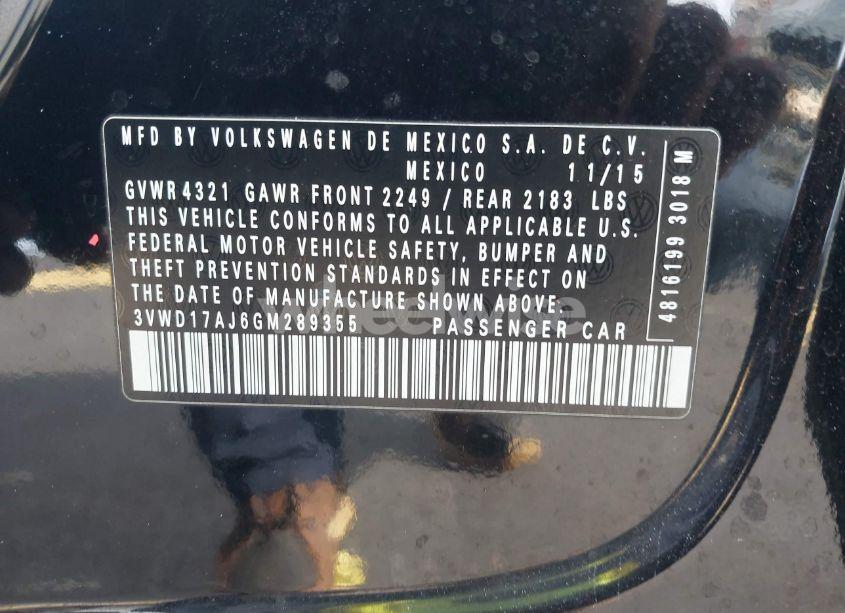 MFD BY VOLKSWAGEN DE MEXICO S.A. DE C.V.
MEXICO 11/15
GVWR 4321 GAWR FRONT 2249 / REAR 2183 LBS
THIS VEHICLE CONFORMS TO ALL APPLICABLE U.S.
FEDERAL MOTOR VEHICLE SAFETY, BUMPER AND
THEFT PREVENTION STANDARDS IN EFFECT ON
THE DATE OF MANUFACTURE SHOWN ABOVE:
3VWD17AJ6GM289355 PASSENGER CAR
4816199 3018 M
wheelwise